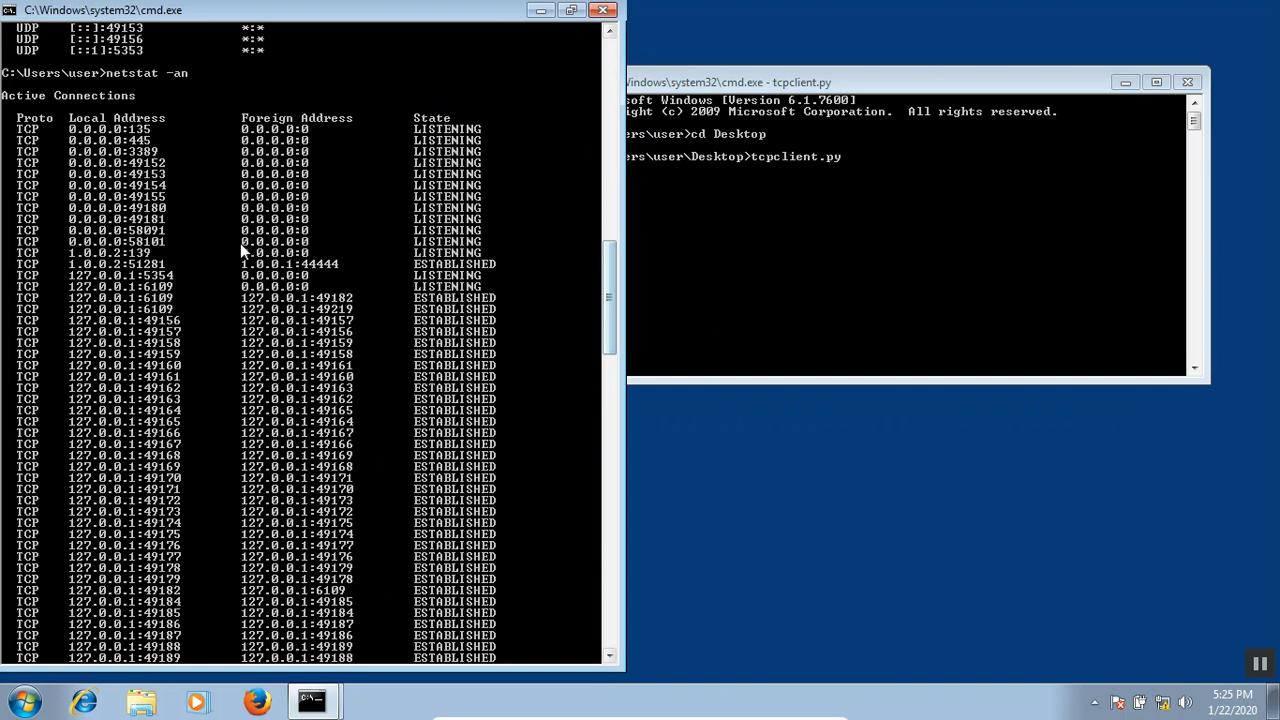 C:\Windows\system32\cmd.exe
UDP [::]:49153 *:*
UDP [::]:49156 *:*
UDP [::1]:5353 *:*
C:\Users\user>netstat -an
Active Connections
Proto Local Address Foreign Address State
TCP 0.0.0.0:135 0.0.0.0:0 LISTENING
TCP 0.0.0.0:445 0.0.0.0:0 LISTENING
TCP 0.0.0.0:3389 0.0.0.0:0 LISTENING
TCP 0.0.0.0:49152 0.0.0.0:0 LISTENING
TCP 0.0.0.0:49153 0.0.0.0:0 LISTENING
TCP 0.0.0.0:49154 0.0.0.0:0 LISTENING
TCP 0.0.0.0:49155 0.0.0.0:0 LISTENING
TCP 0.0.0.0:49180 0.0.0.0:0 LISTENING
TCP 0.0.0.0:49181 0.0.0.0:0 LISTENING
TCP 0.0.0.0:58091 0.0.0.0:0 LISTENING
TCP 0.0.0.0:58101 0.0.0.0:0 LISTENING
TCP 1.0.0.2:139 0.0.0.0:0 LISTENING
TCP 1.0.0.2:51281 1.0.0.1:44444 ESTABLISHED
TCP 127.0.0.1:5354 0.0.0.0:0 LISTENING
TCP 127.0.0.1:6109 0.0.0.0:0 LISTENING
TCP 127.0.0.1:6109 127.0.0.1:49182 ESTABLISHED
TCP 127.0.0.1:6109 127.0.0.1:49219 ESTABLISHED
TCP 127.0.0.1:49156 127.0.0.1:49157 ESTABLISHED
TCP 127.0.0.1:49157 127.0.0.1:49156 ESTABLISHED
TCP 127.0.0.1:49158 127.0.0.1:49159 ESTABLISHED
TCP 127.0.0.1:49159 127.0.0.1:49158 ESTABLISHED
TCP 127.0.0.1:49160 127.0.0.1:49161 ESTABLISHED
TCP 127.0.0.1:49161 127.0.0.1:49160 ESTABLISHED
TCP 127.0.0.1:49162 127.0.0.1:49163 ESTABLISHED
TCP 127.0.0.1:49163 127.0.0.1:49162 ESTABLISHED
TCP 127.0.0.1:49164 127.0.0.1:49165 ESTABLISHED
TCP 127.0.0.1:49165 127.0.0.1:49164 ESTABLISHED
TCP 127.0.0.1:49166 127.0.0.1:49167 ESTABLISHED
TCP 127.0.0.1:49167 127.0.0.1:49166 ESTABLISHED
TCP 127.0.0.1:49168 127.0.0.1:49169 ESTABLISHED
TCP 127.0.0.1:49169 127.0.0.1:49168 ESTABLISHED
TCP 127.0.0.1:49170 127.0.0.1:49171 ESTABLISHED
TCP 127.0.0.1:49171 127.0.0.1:49170 ESTABLISHED
TCP 127.0.0.1:49172 127.0.0.1:49173 ESTABLISHED
TCP 127.0.0.1:49173 127.0.0.1:49172 ESTABLISHED
TCP 127.0.0.1:49174 127.0.0.1:49175 ESTABLISHED
TCP 127.0.0.1:49175 127.0.0.1:49174 ESTABLISHED
TCP 127.0.0.1:49176 127.0.0.1:49177 ESTABLISHED
TCP 127.0.0.1:49177 127.0.0.1:49176 ESTABLISHED
TCP 127.0.0.1:49178 127.0.0.1:49179 ESTABLISHED
TCP 127.0.0.1:49179 127.0.0.1:49178 ESTABLISHED
TCP 127.0.0.1:49182 127.0.0.1:6109 ESTABLISHED
TCP 127.0.0.1:49184 127.0.0.1:49185 ESTABLISHED
TCP 127.0.0.1:49185 127.0.0.1:49184 ESTABLISHED
TCP 127.0.0.1:49186 127.0.0.1:49187 ESTABLISHED
TCP 127.0.0.1:49187 127.0.0.1:49186 ESTABLISHED
TCP 127.0.0.1:49188 127.0.0.1:49189 ESTABLISHED
TCP 127.0.0.1:49189 127.0.0.1:49188 ESTABLISHED
Windows\system32\cmd.exe - tcpclient.py
soft Windows [Version 6.1.7600]
ight (c) 2009 Microsoft Corporation. All rights reserved.
ers\user>cd Desktop
ers\user\Desktop>tcpclient.py
C:\_
5:25 PM
1/22/2020